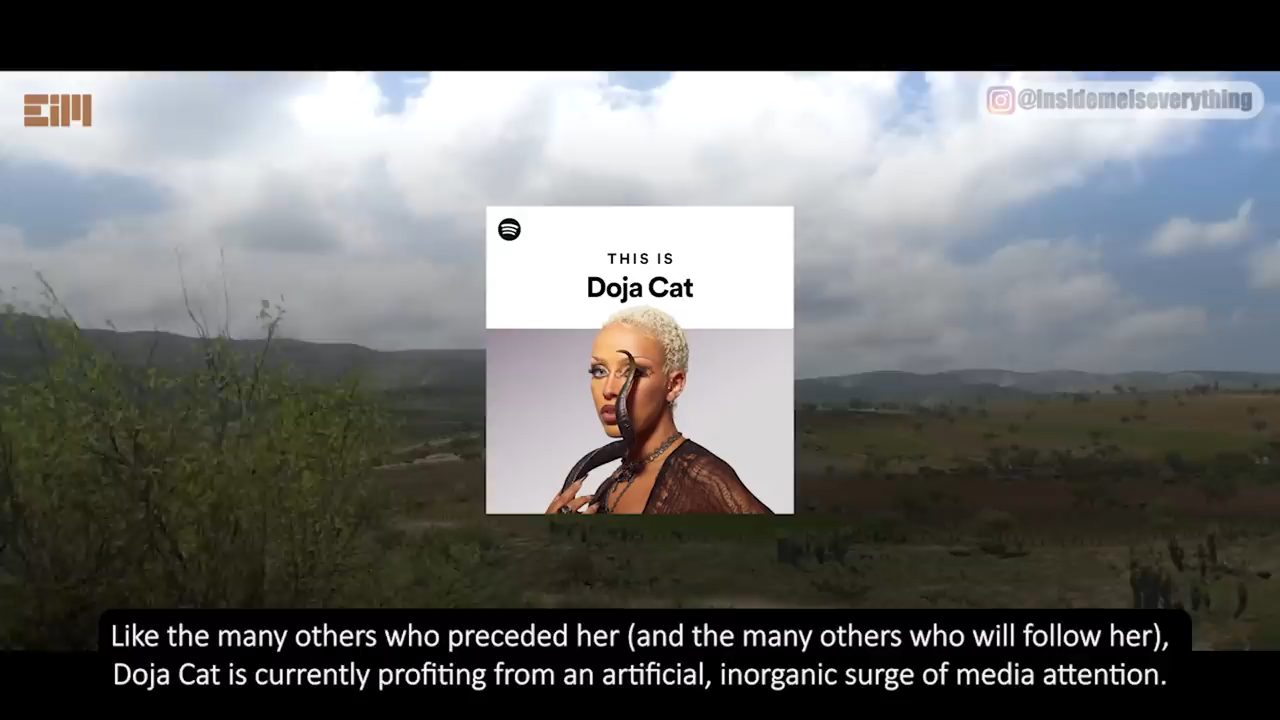 EiM
@insidemeiseverything
THIS IS
Doja Cat
Like the many others who preceded her (and the many others who will follow her),
Doja Cat is currently profiting from an artificial, inorganic surge of media attention.